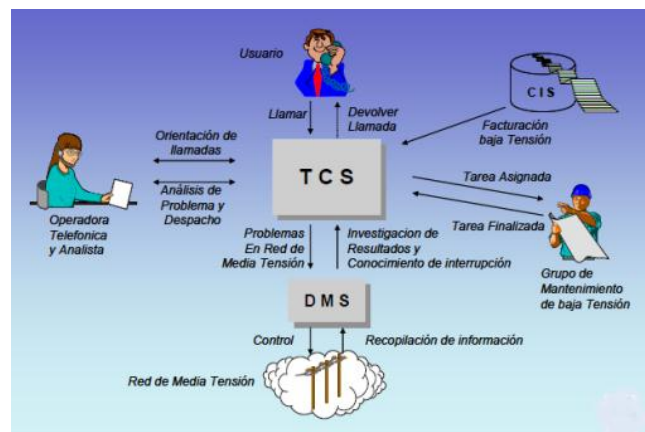 Usuario
CIS
Llamar
Devolver
Llamada
Facturación
baja Tensión
Orientación de
llamadas
TCS
Análisis de
Problema y
Despacho
Operadora
Telefonica
y Analista
Tarea Asignada
Tarea Finalizada
Grupo de
Mantenimiento
de baja Tensión
Problemas
En Red de
Media Tensión
Investigacion de
Resultados y
Conocimiento de interrupción
DMS
Control
Recopilación de información
Red de Media Tensión